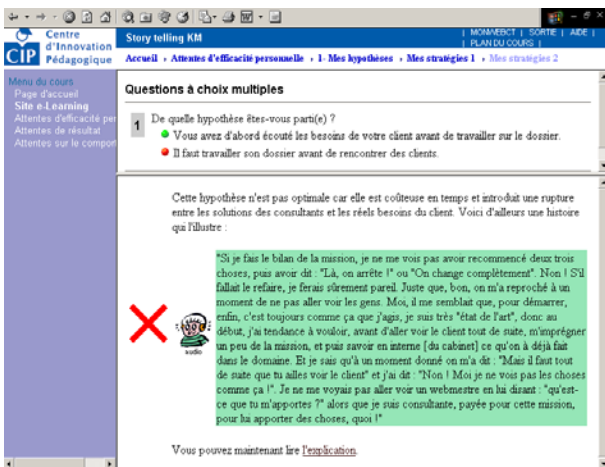 Centre
d'Innovation
CIP Pédagogique
Story telling KM
| MONWEBCT | SORTIE | AIDE |
| PLAN DU COURS |
Accueil › Attentes d'efficacité personnelle › 1- Mes hypothèses › Mes stratégies 1 › Mes stratégies 2
Menu du cours
Page d'accueil
Site e-Learning
Attentes d'efficacité per
Attentes de résultat
Attentes sur le comport
Questions à choix multiples
1
De quelle hypothèse êtes-vous parti(e) ?
Vous avez d'abord écouté les besoins de votre client avant de travailler sur le dossier.
Il faut travailler son dossier avant de rencontrer des clients.
Cette hypothèse n'est pas optimale car elle est coûteuse en temps et introduit une rupture
entre les solutions des consultants et les réels besoins du client. Voici d'ailleurs une histoire
qui l'illustre :
"Si je fais le bilan de la mission, je ne me vois pas avoir recommencé deux trois
choses, puis avoir dit : "Là, on arrête !" ou "On change complètement". Non ! S'il
fallait le refaire, je ferais sûrement pareil. Juste que, bon, on m'a reproché à un
moment de ne pas aller voir les gens. Moi, il me semblait que, pour démarrer,
enfin, c'est toujours comme ça que j'agis, je suis très "état de l'art", donc au
début, j'ai tendance à vouloir, avant d'aller voir le client tout de suite, m'imprégner
un peu de la mission, et puis savoir en interne [du cabinet] ce qu'on à déjà fait
dans le domaine. Et je sais qu'à un moment donné on m'a dit : "Mais il faut tout
de suite que tu ailles voir le client" et j'ai dit : "Non ! Moi je ne vois pas les choses
comme ça !". Je ne me voyais pas aller voir un webmestre en lui disant : "qu'est-
ce que tu m'apportes ?" alors que je suis consultante, payée pour cette mission,
pour lui apporter des choses, quoi !"
audio
Vous pouvez maintenant lire l'explication.